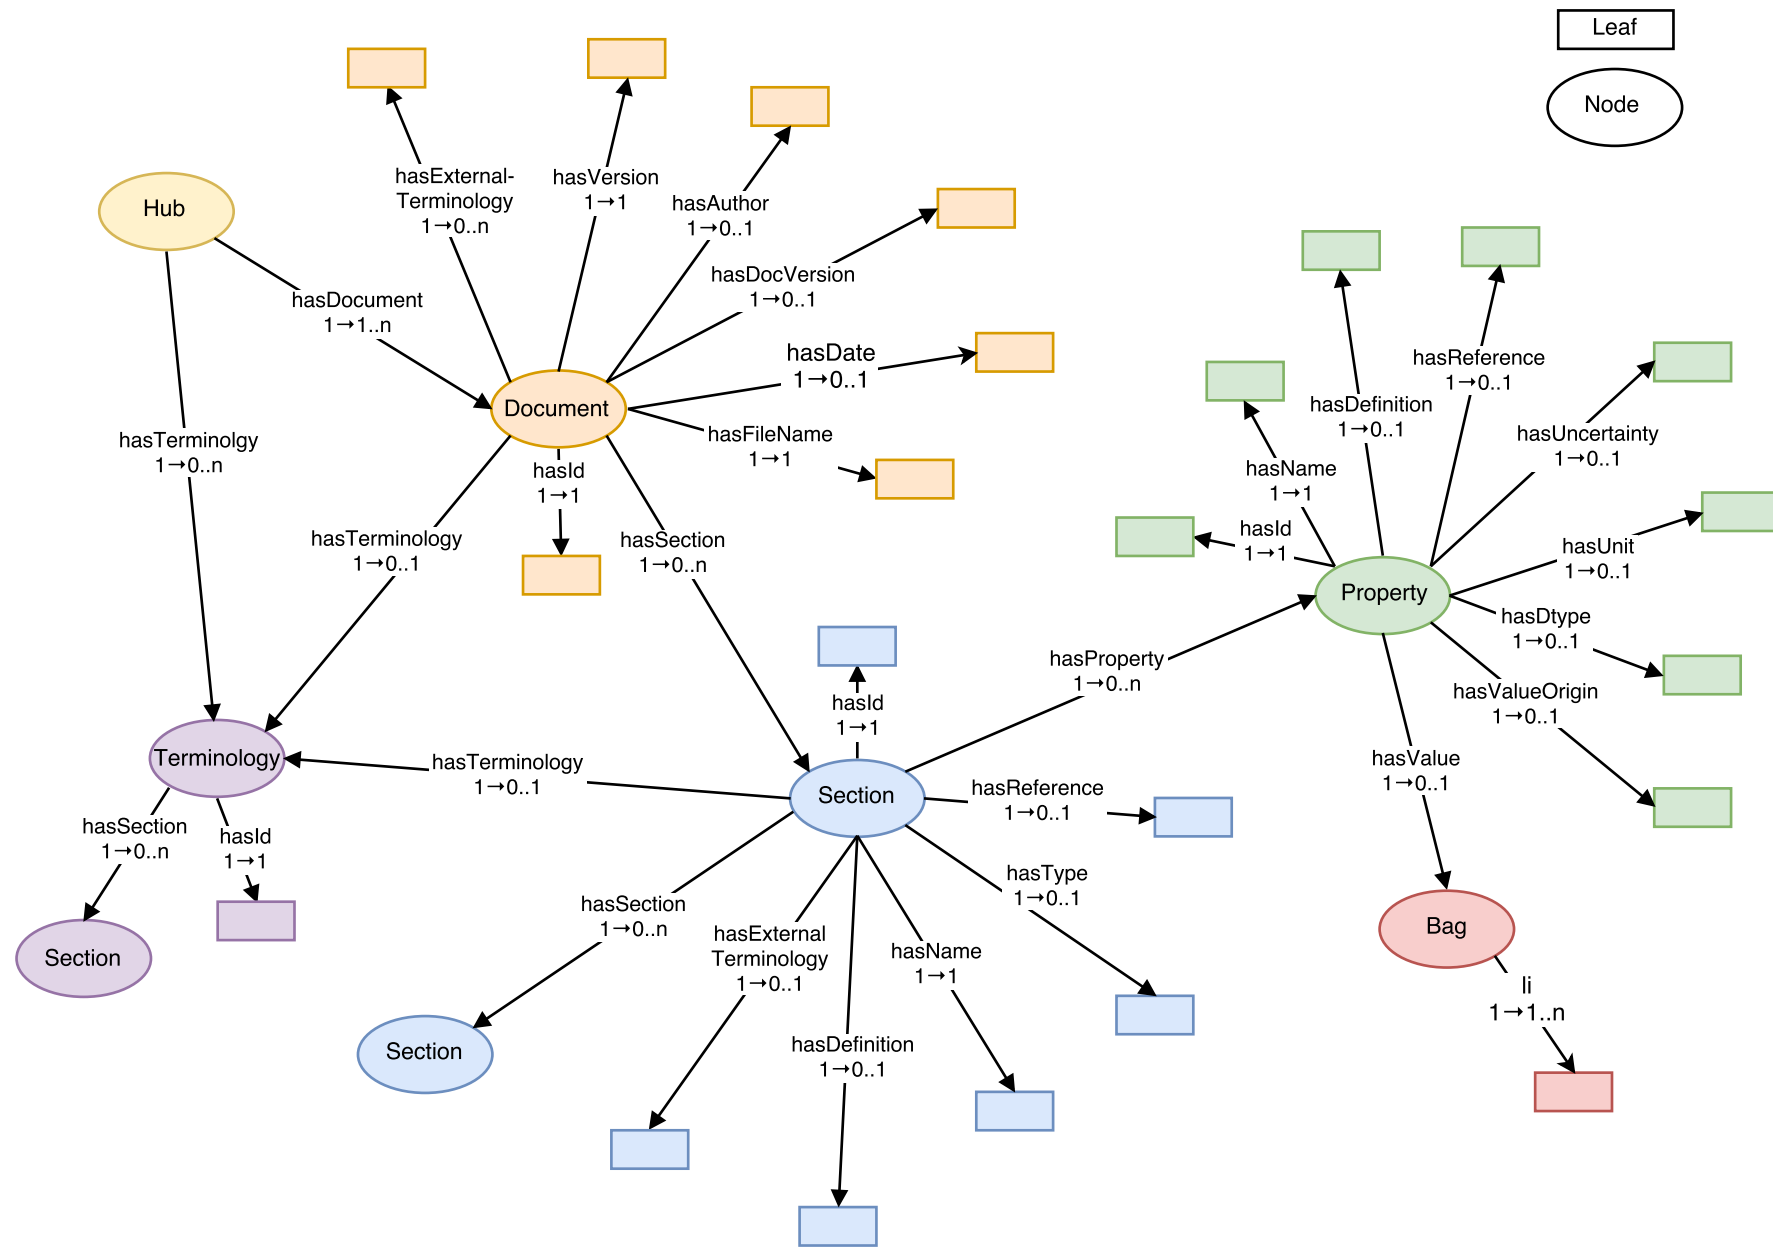 Leaf
Node
hasExternal-
Terminology
1→0..n
hasVersion
1→1
hasAuthor
1→0..1
Hub
hasDocVersion
1→0..1
hasDocument
1→1..n
hasDate
1→0..1
Document
hasFileName
1→1
hasTerminolgy
1→0..n
hasId
1→1
hasTerminology
1→0..1
hasSection
1→0..n
hasReference
1→0..1
hasDefinition
1→0..1
hasUncertainty
1→0..1
hasName
1→1
hasId
1→1
hasUnit
1→0..1
Property
hasDtype
1→0..1
hasValueOrigin
1→0..1
hasProperty
1→0..n
hasId
1→1
hasValue
1→0..1
Terminology
hasTerminology
1→0..1
Section
hasReference
1→0..1
hasSection
1→0..n
hasId
1→1
hasType
1→0..1
hasSection
1→0..n
hasExternal
Terminology
1→0..1
hasName
1→1
Bag
Section
li
1→1..n
hasDefinition
1→0..1
Section